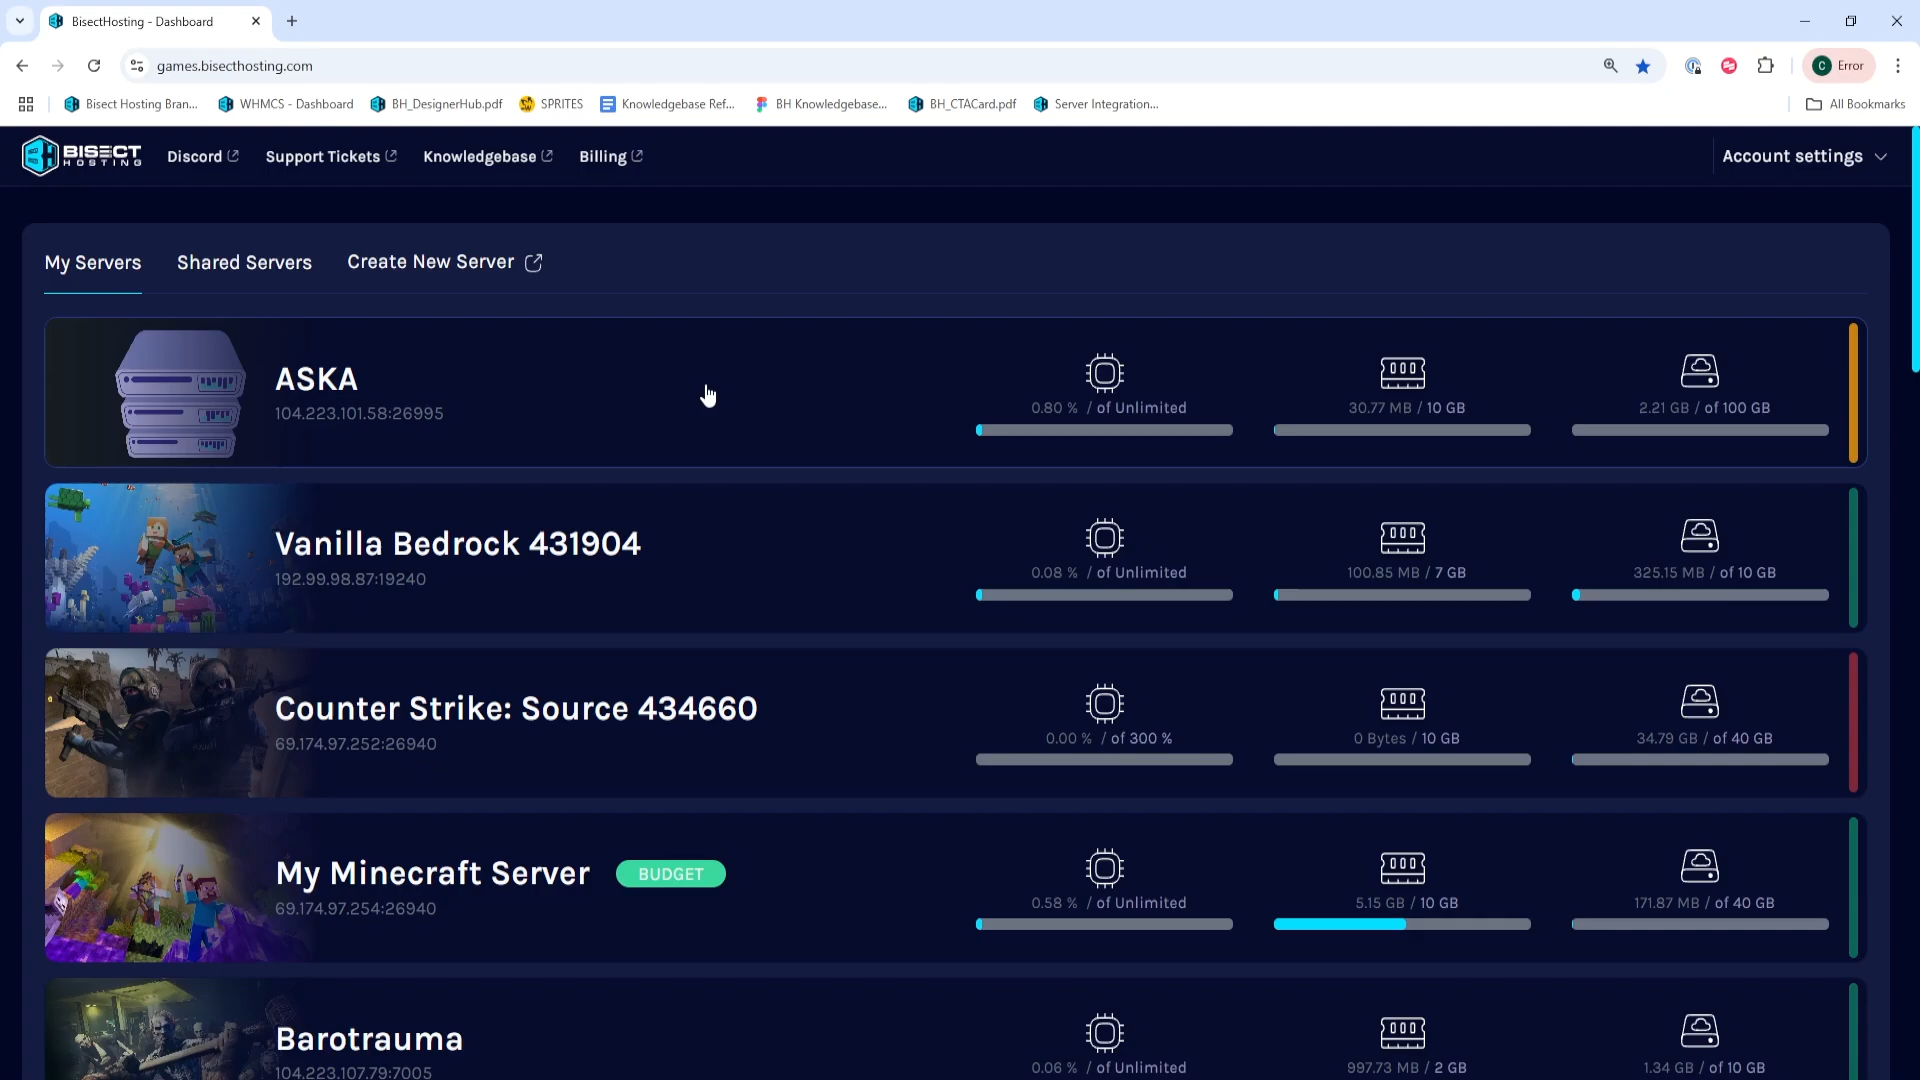 BisectHosting - Dashboard
games.bisecthosting.com
C Error
Bisect Hosting Bran...
WHMCS - Dashboard
BH_DesignerHub.pdf
SPRITES
Knowledgebase Ref...
BH Knowledgebase...
BH_CTACard.pdf
Server Integration...
All Bookmarks
BISECT
HOSTING
Discord
Support Tickets
Knowledgebase
Billing
Account settings
My Servers
Shared Servers
Create New Server
ASKA
104.223.101.58:26995
0.80 % / of Unlimited
30.77 MB / 10 GB
2.21 GB / of 100 GB
Vanilla Bedrock 431904
192.99.98.87:19240
0.08 % / of Unlimited
100.85 MB / 7 GB
325.15 MB / of 10 GB
Counter Strike: Source 434660
69.174.97.252:26940
0.00 % / of 300 %
0 Bytes / 10 GB
34.79 GB / of 40 GB
My Minecraft Server
BUDGET
69.174.97.254:26940
0.58 % / of Unlimited
5.15 GB / 10 GB
171.87 MB / of 40 GB
Barotrauma
104.223.107.79:7005
0.06 % / of Unlimited
997.73 MB / 2 GB
1.34 GB / of 10 GB